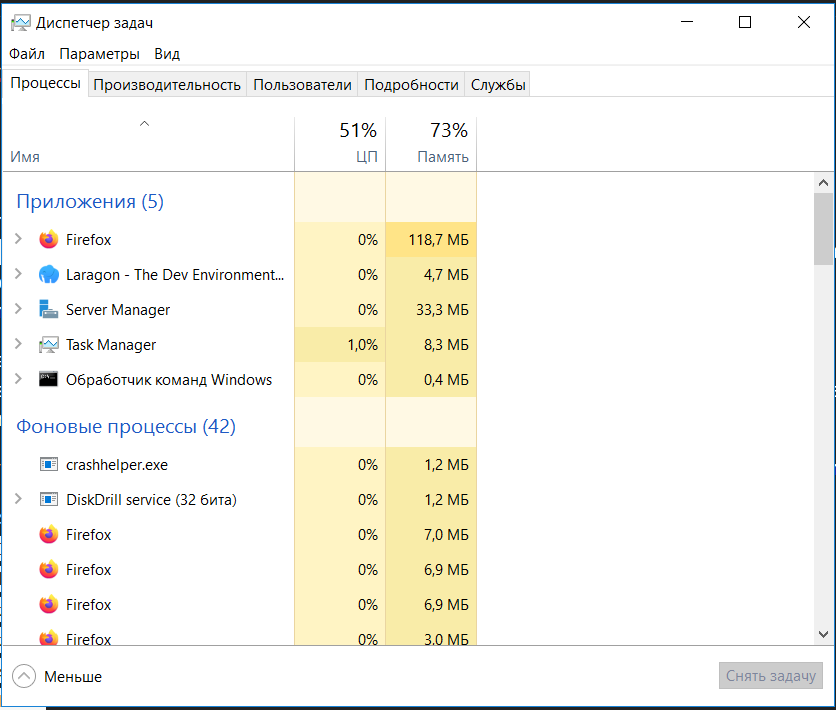 Диспетчер задач
Файл Параметры Вид
Процессы Производительность Пользователи Подробности Службы
51% 73%
Имя ЦП Память
Приложения (5)
Firefox 0% 118,7 МБ
Laragon - The Dev Environment... 0% 4,7 МБ
Server Manager 0% 33,3 МБ
Task Manager 1,0% 8,3 МБ
Обработчик команд Windows 0% 0,4 МБ
Фоновые процессы (42)
crashhelper.exe 0% 1,2 МБ
DiskDrill service (32 бита) 0% 1,2 МБ
Firefox 0% 7,0 МБ
Firefox 0% 6,9 МБ
Firefox 0% 6,9 МБ
Firefox 0% 3,0 МБ
Меньше Снять задачу